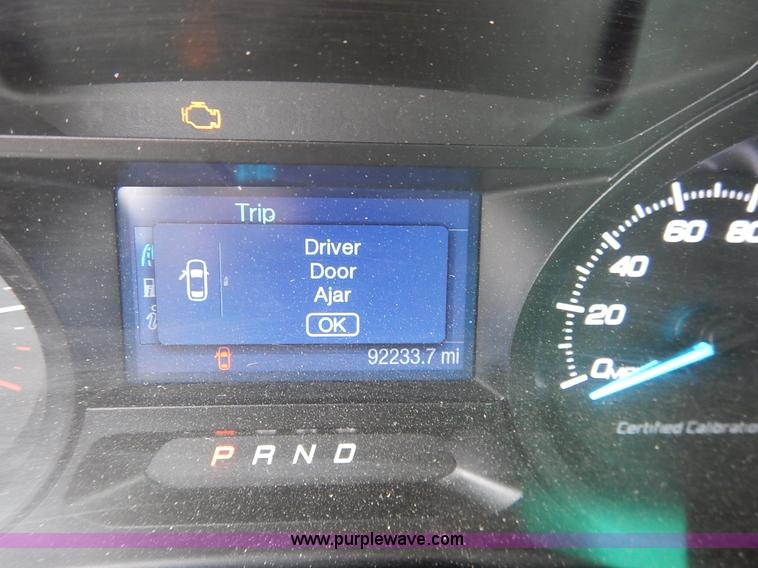 Trip
Driver
Door
Ajar
OK
92233.7 mi
80
60
40
20
0
P R N D
Certified Calibration
www.purplewave.com